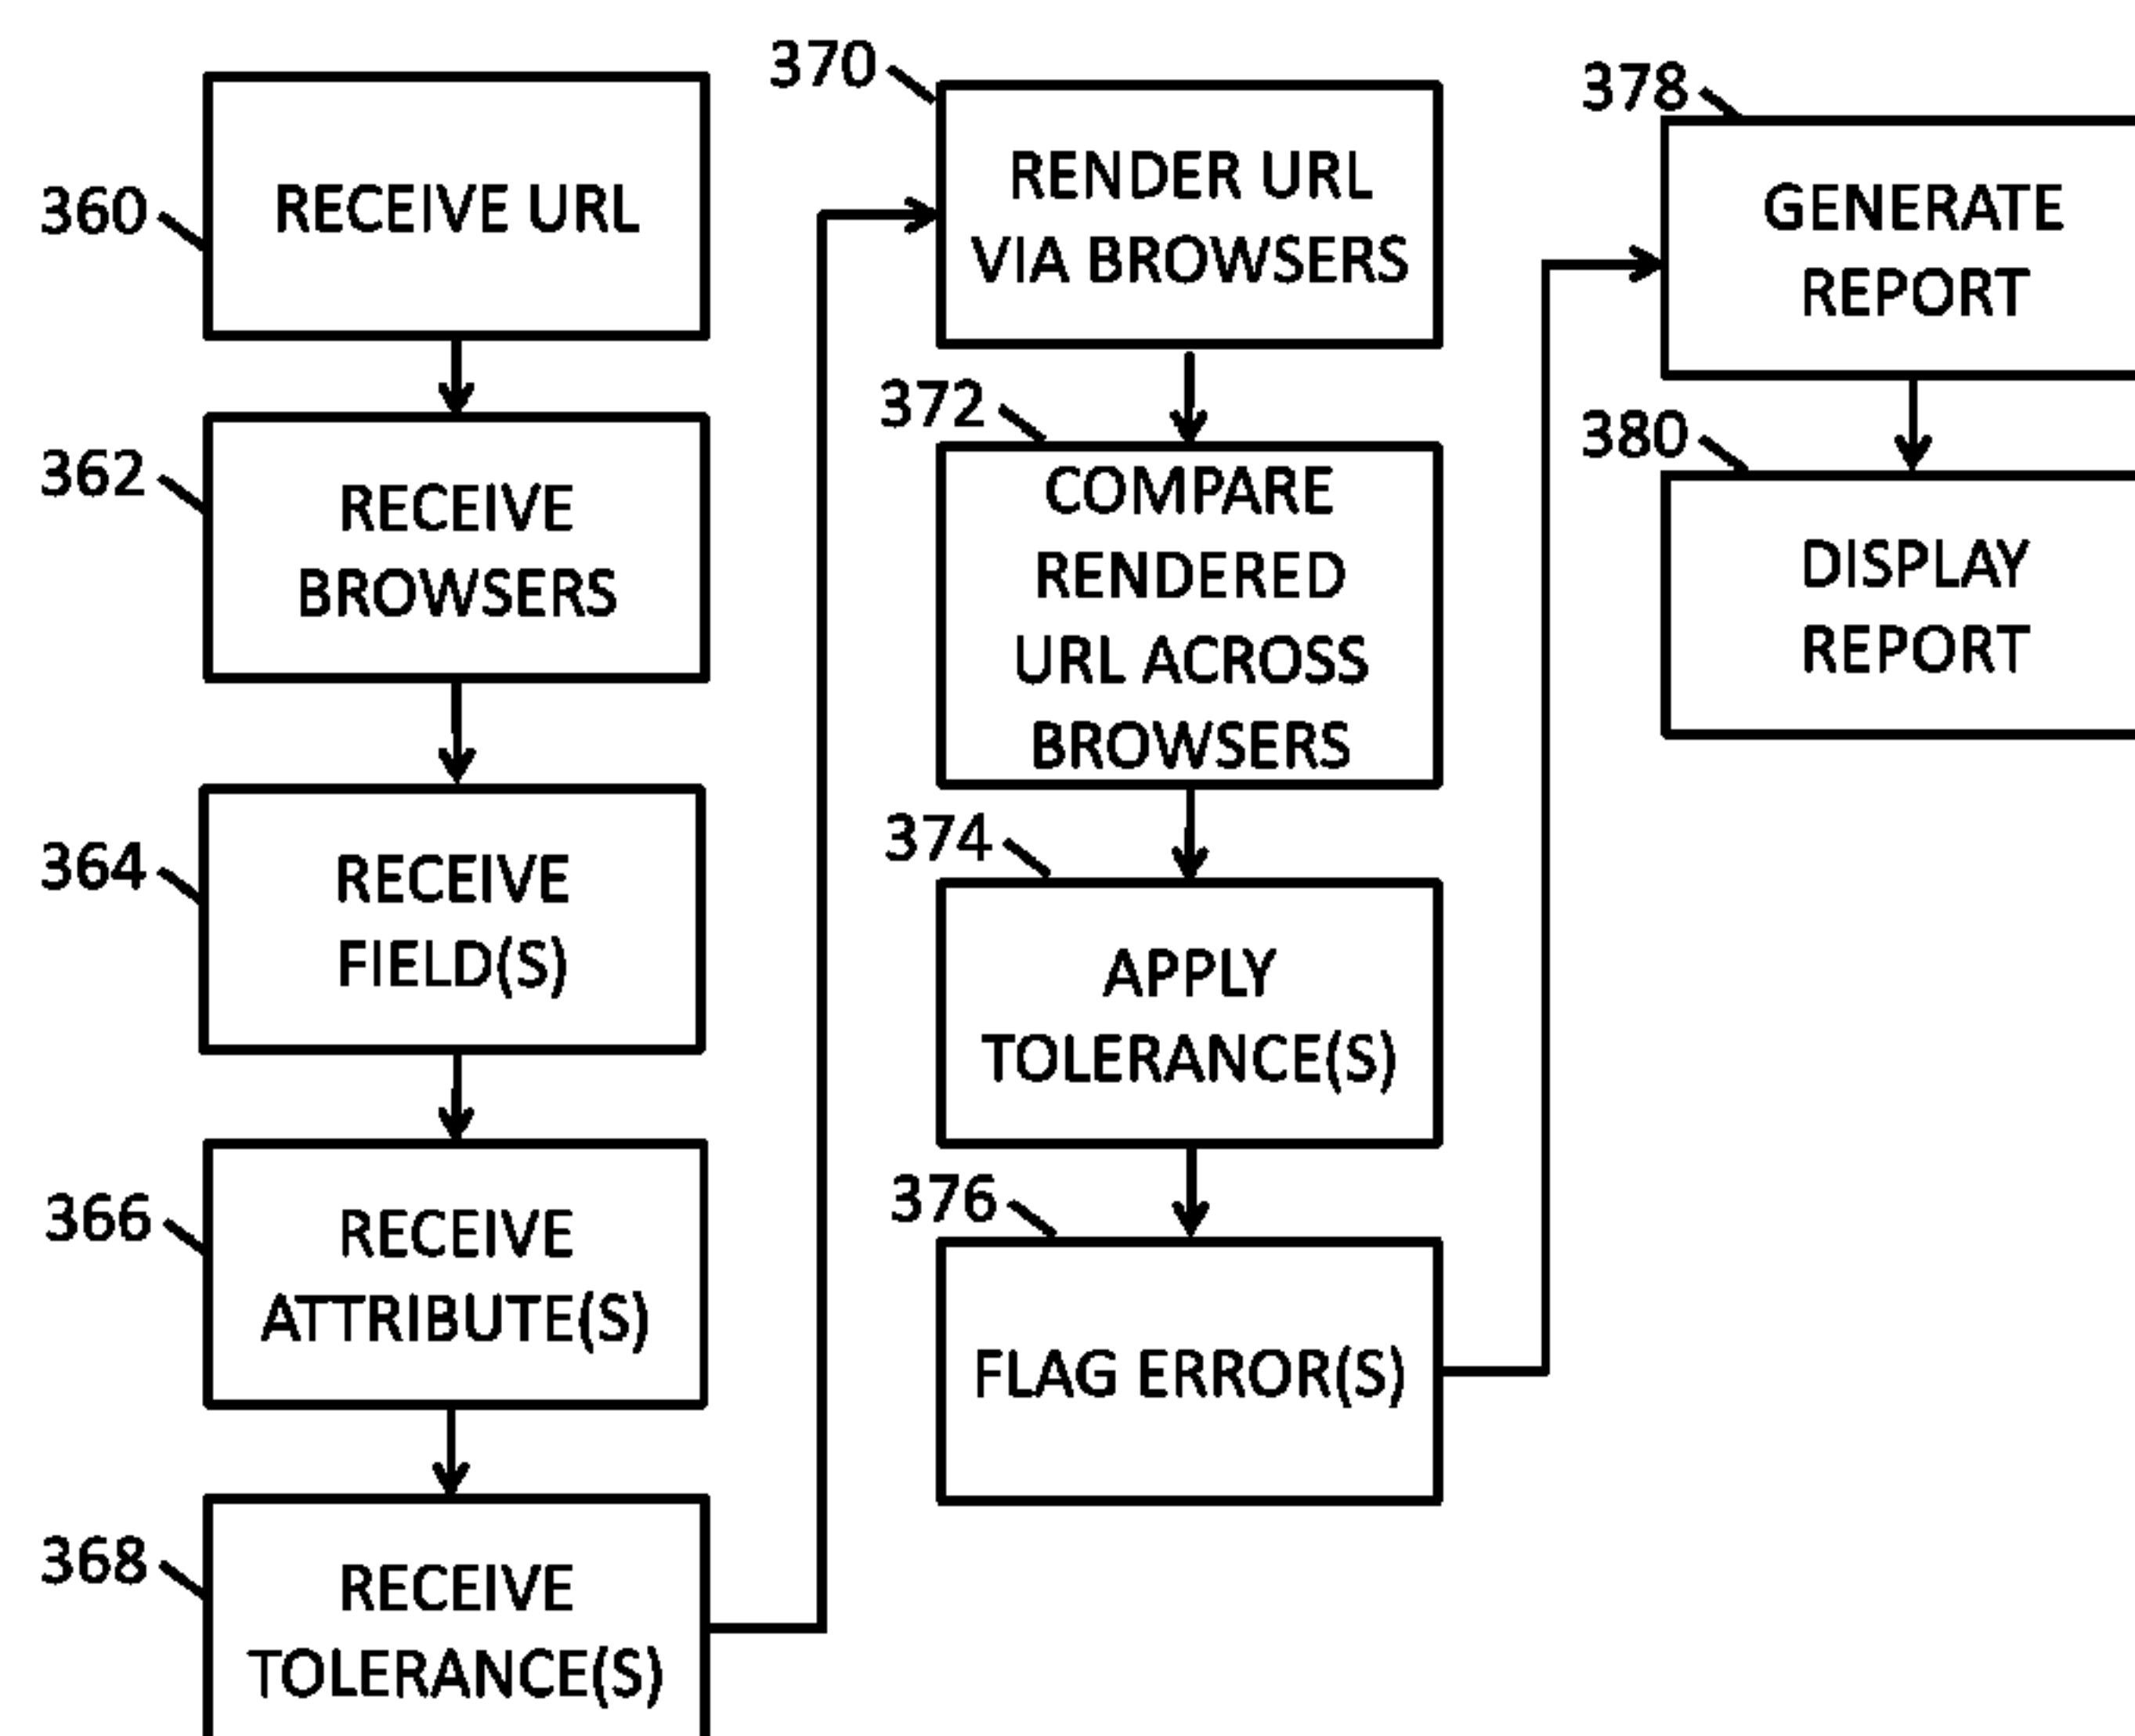 360
RECEIVE URL
362
RECEIVE
BROWSERS
364
RECEIVE
FIELD(S)
366
RECEIVE
ATTRIBUTE(S)
368
RECEIVE
TOLERANCE(S)
370
RENDER URL
VIA BROWSERS
372
COMPARE
RENDERED
URL ACROSS
BROWSERS
374
APPLY
TOLERANCE(S)
376
FLAG ERROR(S)
378
GENERATE
REPORT
380
DISPLAY
REPORT